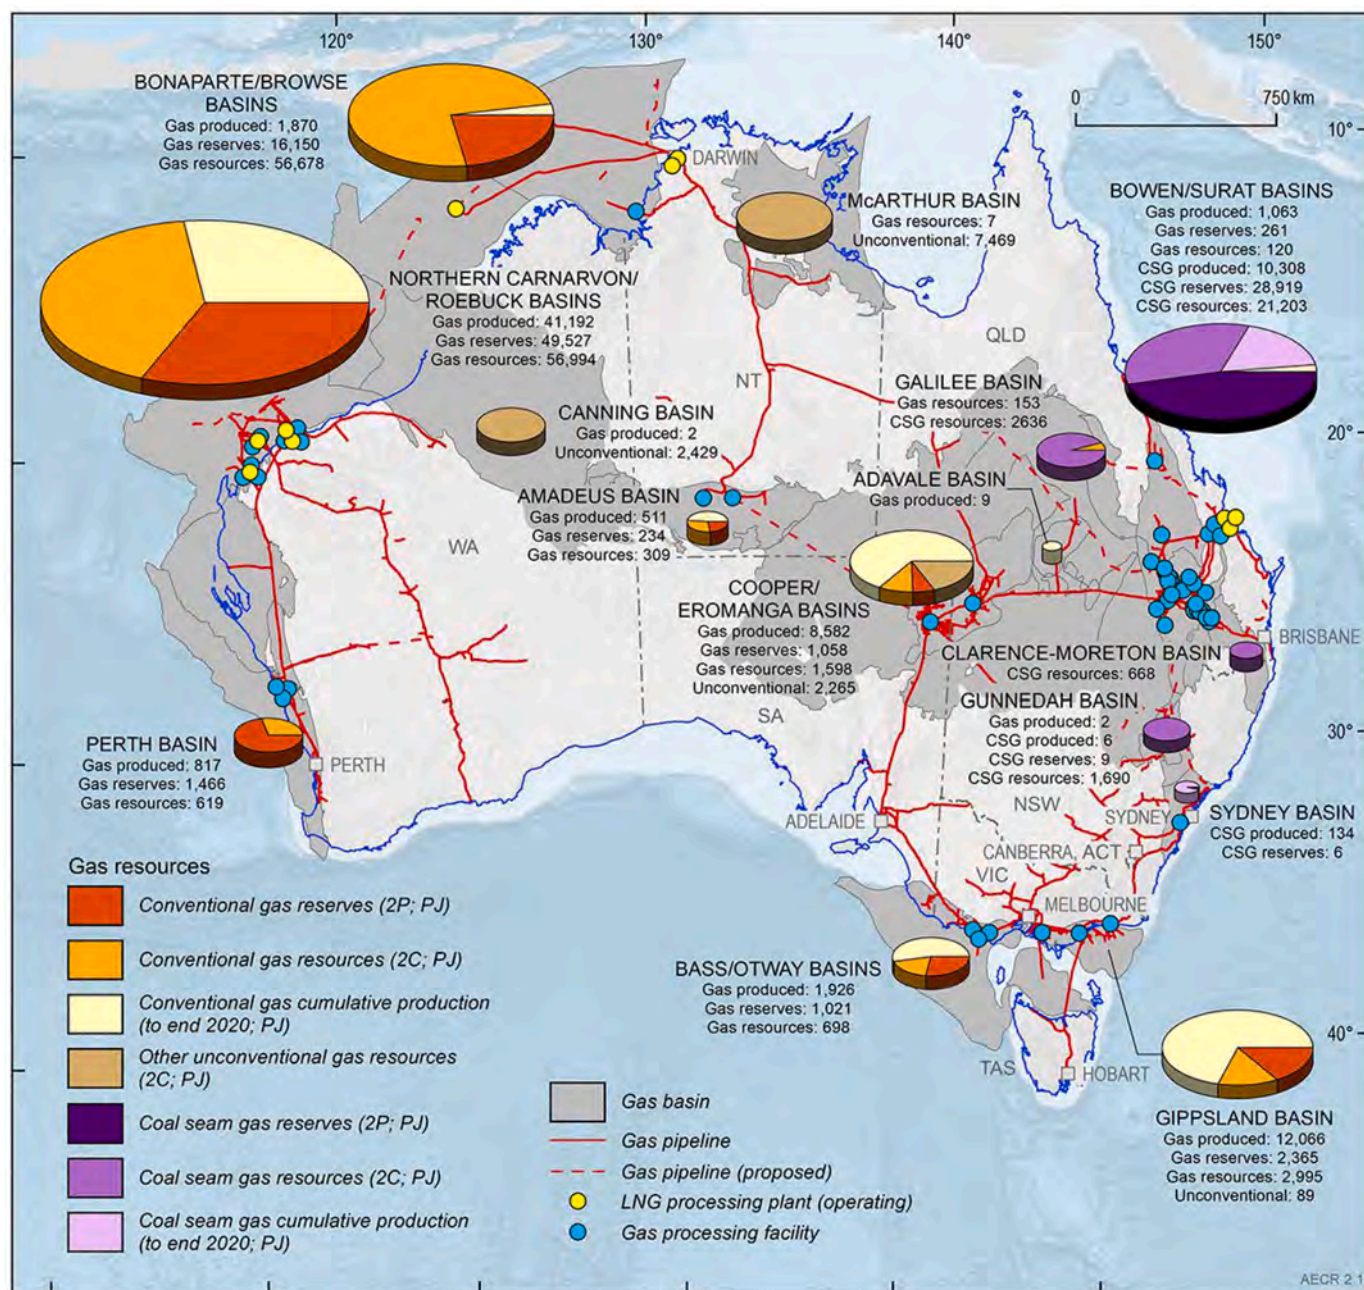 120°
130°
140°
150°
BONAPARTE/BROWSE
BASINS
Gas produced: 1,870
Gas reserves: 16,150
Gas resources: 56,678
0
750 km
10°
DARWIN
McARTHUR BASIN
Gas resources: 7
Unconventional: 7,469
BOWEN/SURAT BASINS
Gas produced: 1,063
Gas reserves: 261
Gas resources: 120
CSG produced: 10,308
CSG reserves: 28,919
CSG resources: 21,203
NORTHERN CARNARVON/
ROEBUCK BASINS
Gas produced: 41,192
Gas reserves: 49,527
Gas resources: 56,994
QLD
NT
GALILEE BASIN
Gas resources: 153
CSG resources: 2636
CANNING BASIN
Gas produced: 2
Unconventional: 2,429
20°
ADAVALE BASIN
Gas produced: 9
AMADEUS BASIN
Gas produced: 511
Gas reserves: 234
Gas resources: 309
WA
COOPER/
EROMANGA BASINS
Gas produced: 8,582
Gas reserves: 1,058
Gas resources: 1,598
Unconventional: 2,265
BRISBANE
CLARENCE-MORETON BASIN
CSG resources: 668
GUNNEDAH BASIN
Gas produced: 2
CSG produced: 6
CSG reserves: 9
CSG resources: 1,690
SA
30°
PERTH BASIN
Gas produced: 817
Gas reserves: 1,466
Gas resources: 619
PERTH
NSW
ADELAIDE
SYDNEY
SYDNEY BASIN
CSG produced: 134
CSG reserves: 6
CANBERRA, ACT
VIC
MELBOURNE
BASS/OTWAY BASINS
Gas produced: 1,926
Gas reserves: 1,021
Gas resources: 698
40°
TAS
HOBART
GIPPSLAND BASIN
Gas produced: 12,066
Gas reserves: 2,365
Gas resources: 2,995
Unconventional: 89
Gas resources
Conventional gas reserves (2P; PJ)
Conventional gas resources (2C; PJ)
Conventional gas cumulative production
(to end 2020; PJ)
Other unconventional gas resources
(2C; PJ)
Coal seam gas reserves (2P; PJ)
Coal seam gas resources (2C; PJ)
Coal seam gas cumulative production
(to end 2020; PJ)
Gas basin
Gas pipeline
Gas pipeline (proposed)
LNG processing plant (operating)
Gas processing facility
AECR 2 1